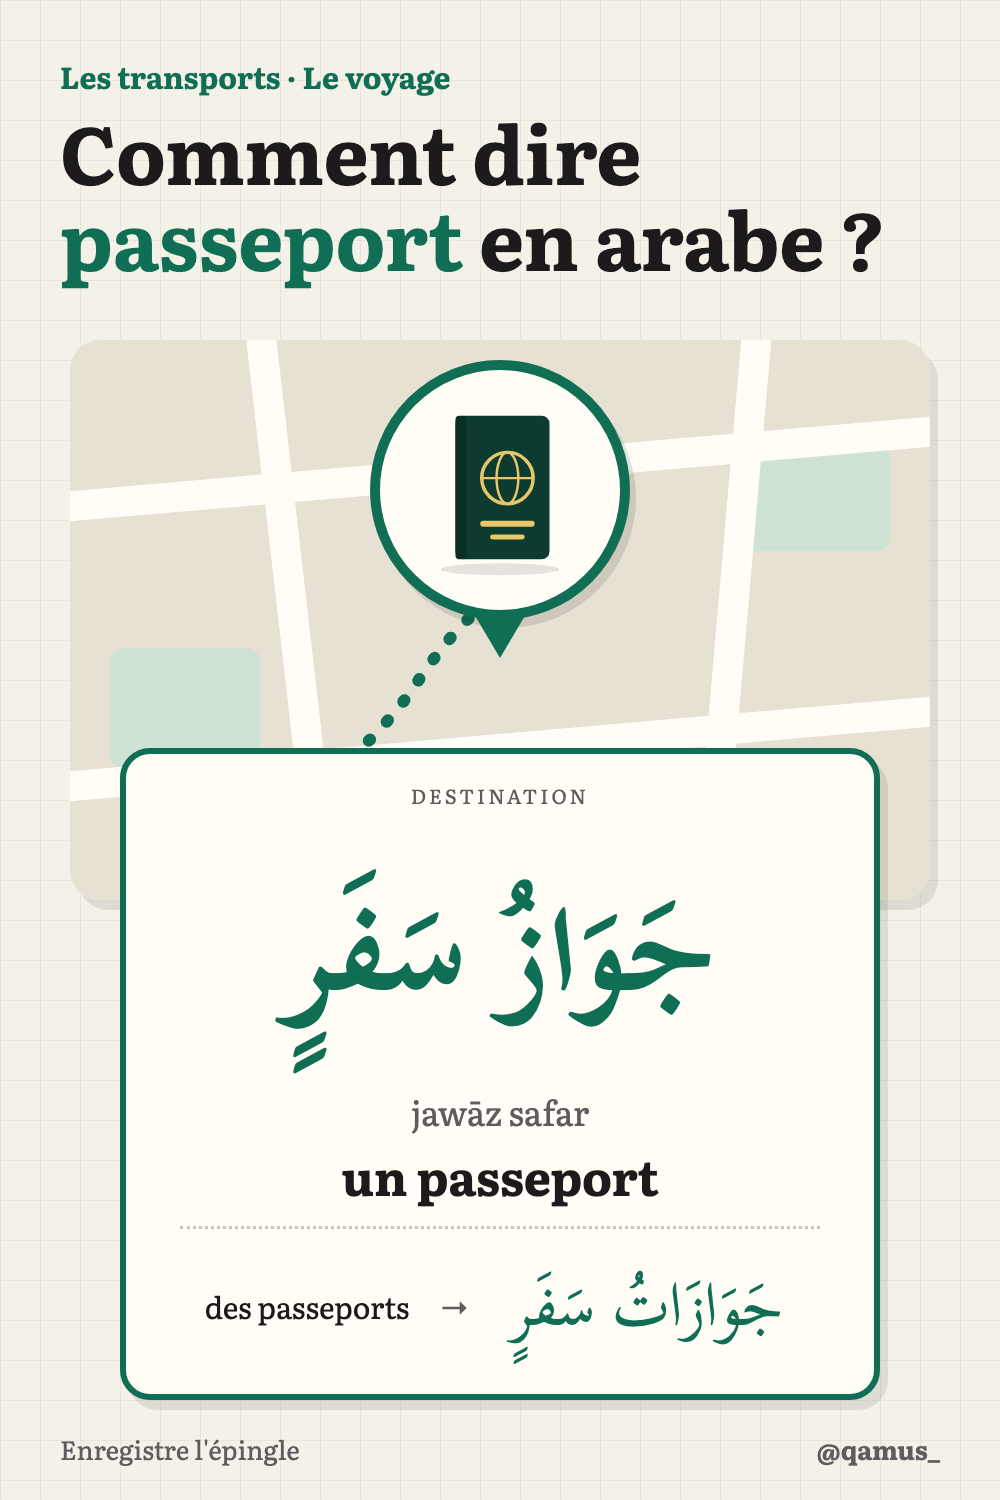 Les transports · Le voyage
Comment dire
passeport en arabe ?
DESTINATION
جَوَازُ سَفَرٍ
jawāz safar
un passeport
des passeports → جَوَازَاتُ سَفَرٍ
Enregistre l'épingle
@qamus_